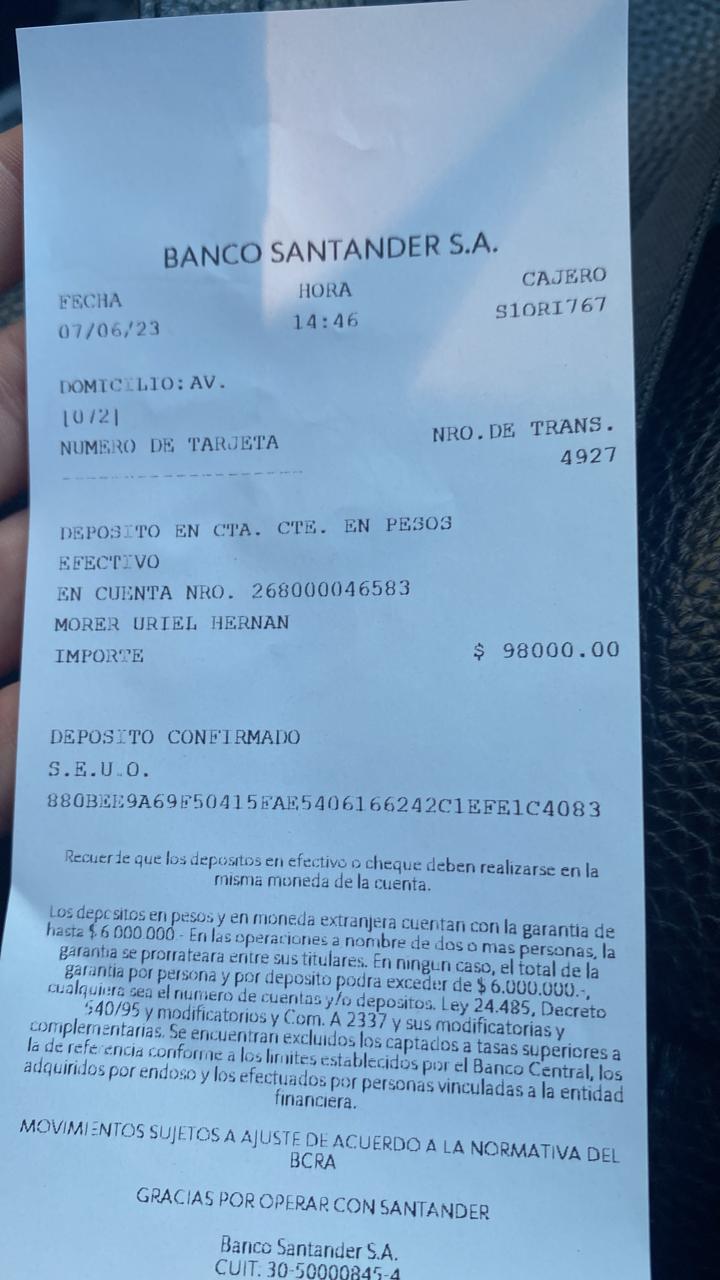 BANCO SANTANDER S.A.
FECHA HORA CAJERO
07/06/23 14:46 S1ORI767
DOMICILIO: AV.
[0/2]
NUMERO DE TARJETA NRO.DE TRANS.
4927
DEPOSITO EN CTA. CTE. EN PESOS
EFECTIVO
EN CUENTA NRO. 268000046583
MORER URIEL HERNAN
IMPORTE $ 98000.00
DEPOSITO CONFIRMADO
S.E.U.O.
880BEE9A69F50415FAE5406166242C1EFE1C4083
Recuerde que los depositos en efectivo o cheque deben realizarse en la
misma moneda de la cuenta.
Los depositos en pesos y en moneda extranjera cuentan con la garantia de
hasta $ 6.000.000.- En las operaciones a nombre de dos o mas personas, la
garantia se prorrateara entre sus titulares. En ningun caso, el total de la
garantia por persona y por deposito podra exceder de $ 6.000.000.-,
cualquiera sea el numero de cuentas y/o depositos. Ley 24.485, Decreto
540/95 y modificatorios y Com. A 2337 y sus modificatorias y
complementarias. Se encuentran excluidos los captados a tasas superiores a
la de referencia conforme a los limites establecidos por el Banco Central, los
adquiridos por endoso y los efectuados por personas vinculadas a la entidad
financiera.
MOVIMIENTOS SUJETOS A AJUSTE DE ACUERDO A LA NORMATIVA DEL
BCRA
GRACIAS POR OPERAR CON SANTANDER
Banco Santander S.A.
CUIT: 30-50000845-4